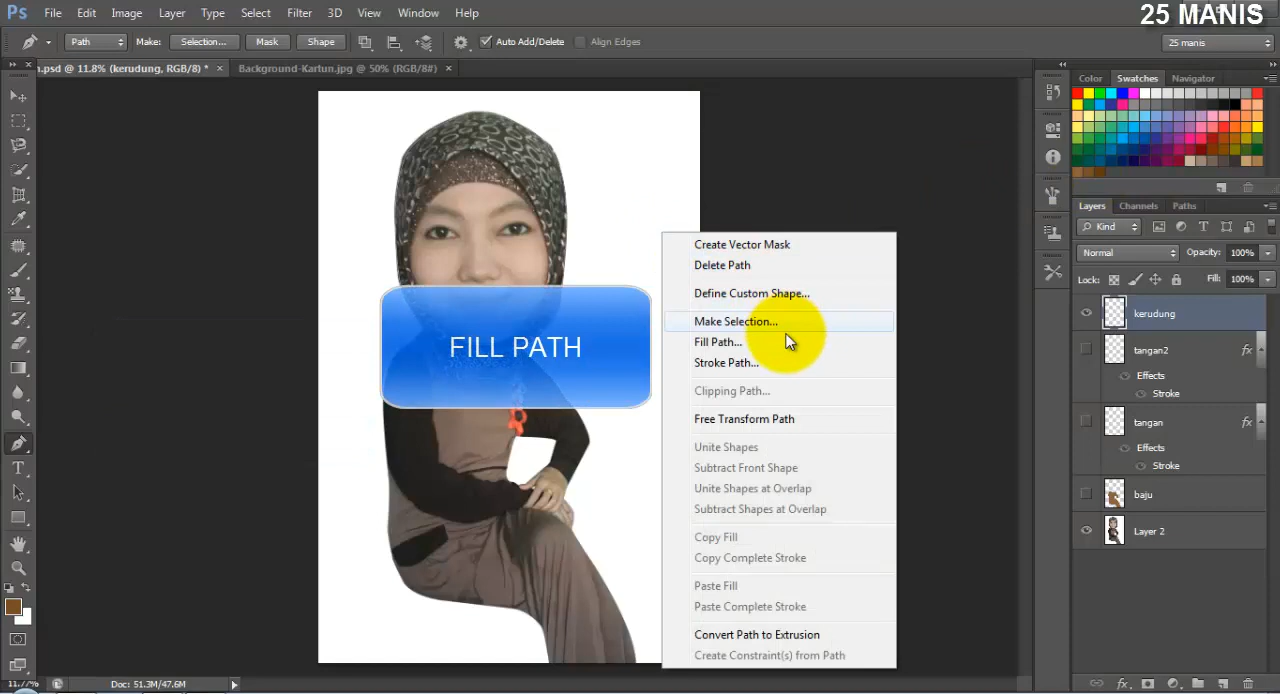 Ps File Edit Image Layer Type Select Filter 3D View Window Help
25 MANIS
Path Make: Selection... Mask Shape Auto Add/Delete Align Edges 25 manis
.psd @ 11.8% (kerudung, RGB/8) * × Background-Kartun.jpg @ 50% (RGB/8#) ×
Color Swatches Navigator
Layers Channels Paths
Kind
Normal Opacity: 100%
Lock: Fill: 100%
kerudung
tangan2 fx
Effects
Stroke
tangan fx
Effects
Stroke
baju
Layer 2
FILL PATH
Create Vector Mask
Delete Path
Define Custom Shape...
Make Selection...
Fill Path...
Stroke Path...
Clipping Path...
Free Transform Path
Unite Shapes
Subtract Front Shape
Unite Shapes at Overlap
Subtract Shapes at Overlap
Copy Fill
Copy Complete Stroke
Paste Fill
Paste Complete Stroke
Convert Path to Extrusion
Create Constraint(s) from Path
Doc: 51.3M/47.6M
fx